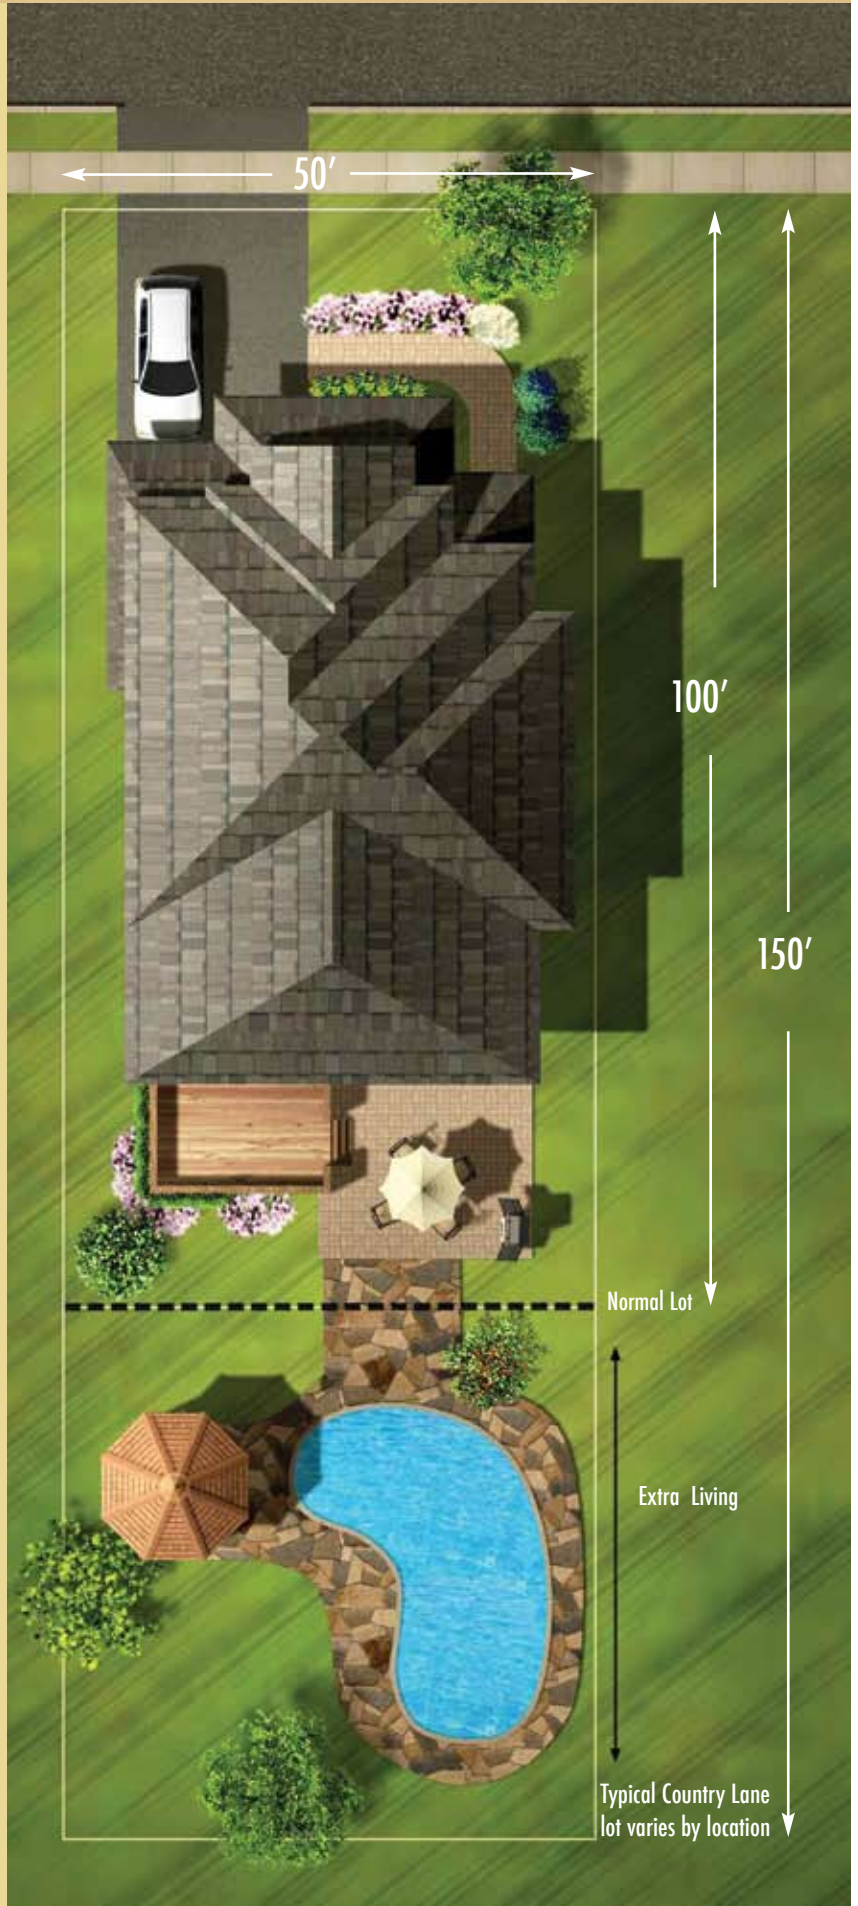 50′
100′
150′
Normal Lot
Extra Living
Typical Country Lane
lot varies by location